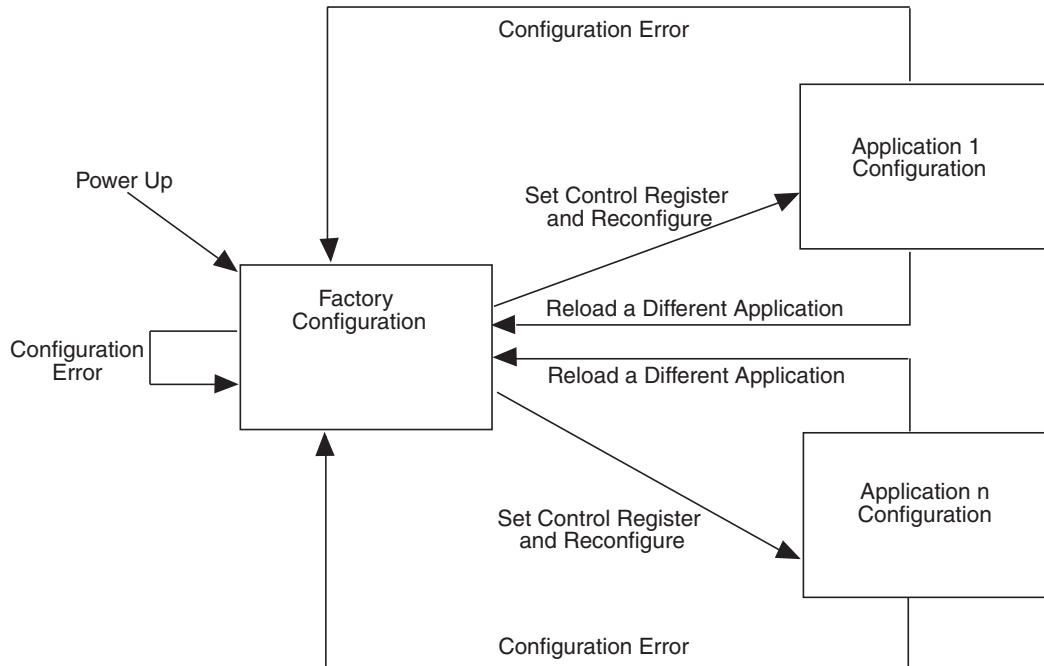 Configuration Error
Application 1
Configuration
Power Up
Set Control Register
and Reconfigure
Factory
Configuration
Reload a Different Application
Configuration
Error
Reload a Different Application
Application n
Configuration
Set Control Register
and Reconfigure
Configuration Error